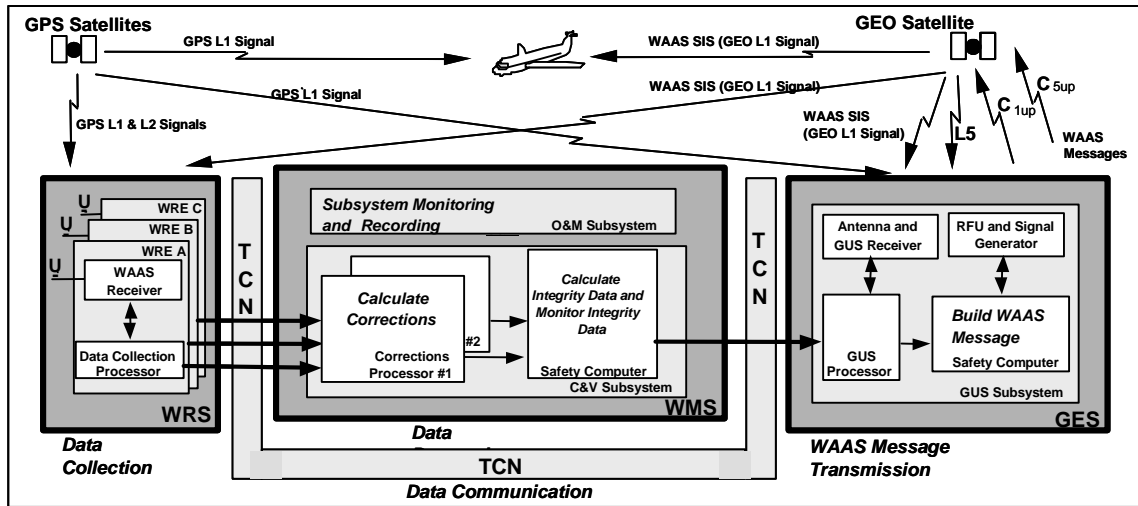 GPS Satellites
GPS L1 Signal
WAAS SIS (GEO L1 Signal)
GEO Satellite
GPS L1 Signal
WAAS SIS (GEO L1 Signal)
GPS L1 & L2 Signals
WAAS SIS
(GEO L1 Signal)
L5
C 1up
C 5up
WAAS
Messages
U
WRE C
U
WRE B
U
WRE A
WAAS
Receiver
Data Collection
Processor
WRS
Data
Collection
TCN
Subsystem Monitoring
and Recording
O&M Subsystem
Calculate
Corrections
#2
Corrections
Processor #1
Calculate
Integrity Data and
Monitor Integrity
Data
Safety Computer
C&V Subsystem
WMS
Data
TCN
Data Communication
TCN
Antenna and
GUS Receiver
RFU and Signal
Generator
GUS
Processor
Build WAAS
Message
Safety Computer
GUS Subsystem
GES
WAAS Message
Transmission